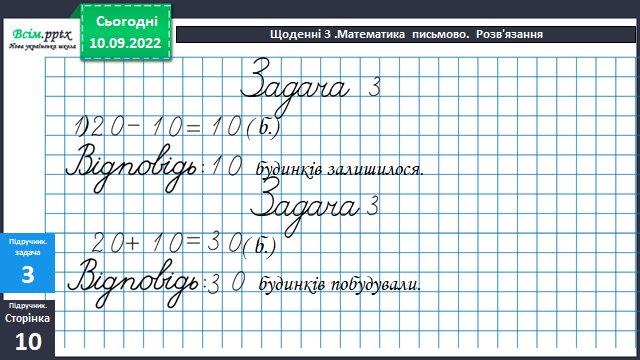 Всім.pptx
Нова українська школа
Сьогодні
10.09.2022
Щоденні 3 .Математика письмово. Розв'язання
Задача 3
1)20-10=10( б.)
Відповідь:10 будинків залишилося.
Задача 3
20+10=30( б.)
Відповідь:30 будинків побудували.
Підручник.
задача
3
Підручник.
Сторінка
10